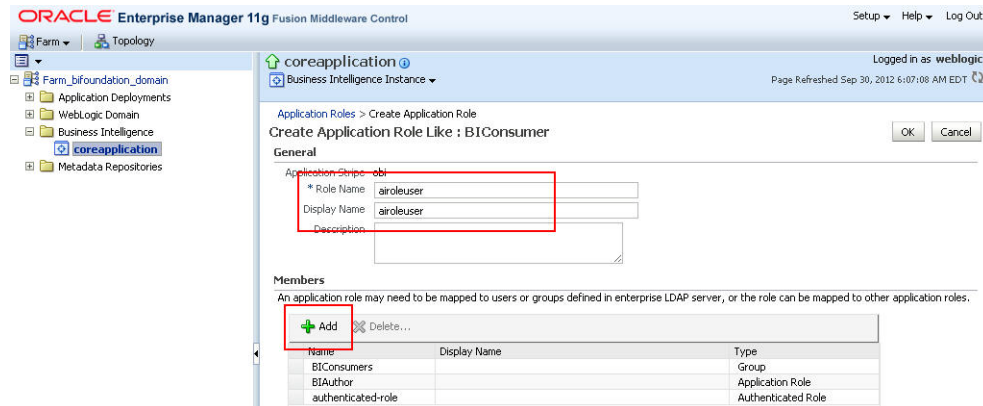 ORACLE Enterprise Manager 11g Fusion Middleware Control
Setup Help Log Out
Farm Topology
Farm_bifoundation_domain
Application Deployments
WebLogic Domain
Business Intelligence
coreapplication
Metadata Repositories
coreapplication
Logged in as weblogic
Business Intelligence Instance
Page Refreshed Sep 30, 2012 6:07:08 AM EDT
Application Roles > Create Application Role
Create Application Role Like : BIConsumer
OK Cancel
General
Application Stripe obi
* Role Name airoleuser
Display Name airoleuser
Description
Members
An application role may need to be mapped to users or groups defined in enterprise LDAP server, or the role can be mapped to other application roles.
Add Delete...
Name Display Name Type
BIConsumers Group
BIAuthor Application Role
authenticated-role Authenticated Role